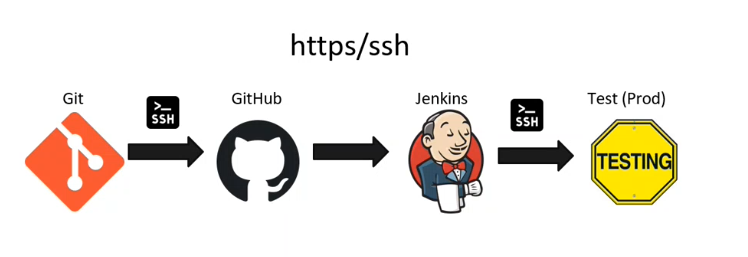 https/ssh
Git
GitHub
Jenkins
Test (Prod)
>_
SSH
>_
SSH
TESTING